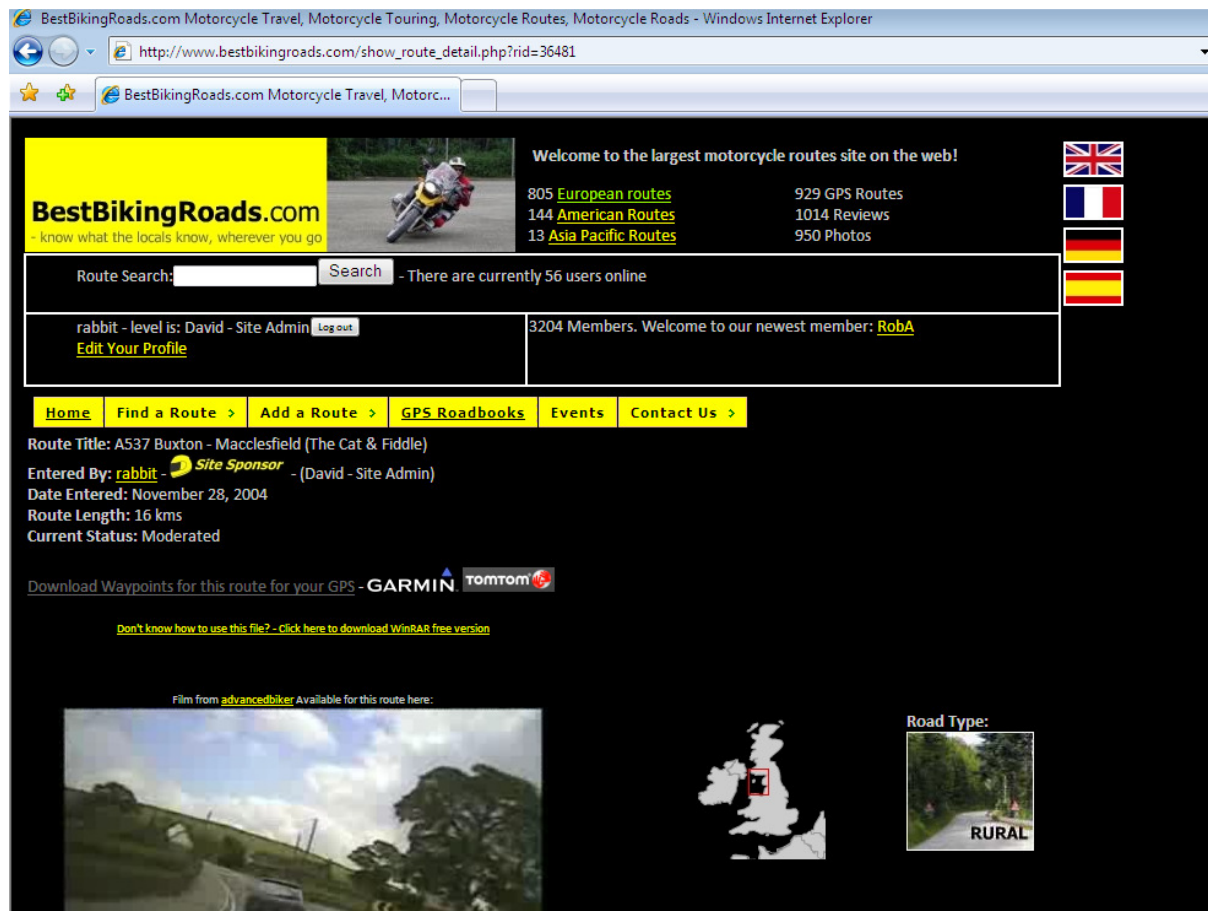 BestBikingRoads.com Motorcycle Travel, Motorcycle Touring, Motorcycle Routes, Motorcycle Roads - Windows Internet Explorer
http://www.bestbikingroads.com/show_route_detail.php?rid=36481
BestBikingRoads.com Motorcycle Travel, Motorc...
BestBikingRoads.com
- know what the locals know, wherever you go
Welcome to the largest motorcycle routes site on the web!
805 European routes 929 GPS Routes
144 American Routes 1014 Reviews
13 Asia Pacific Routes 950 Photos
Route Search: Search - There are currently 56 users online
rabbit - level is: David - Site Admin Log out
Edit Your Profile
3204 Members. Welcome to our newest member: RobA
Home Find a Route > Add a Route > GPS Roadbooks Events Contact Us >
Route Title: A537 Buxton - Macclesfield (The Cat & Fiddle)
Entered By: rabbit - Site Sponsor - (David - Site Admin)
Date Entered: November 28, 2004
Route Length: 16 kms
Current Status: Moderated
Download Waypoints for this route for your GPS - GARMIN. TOMTOM
Don't know how to use this file? - Click here to download WinRAR free version
Film from advancedbiker Available for this route here:
Road Type:
RURAL